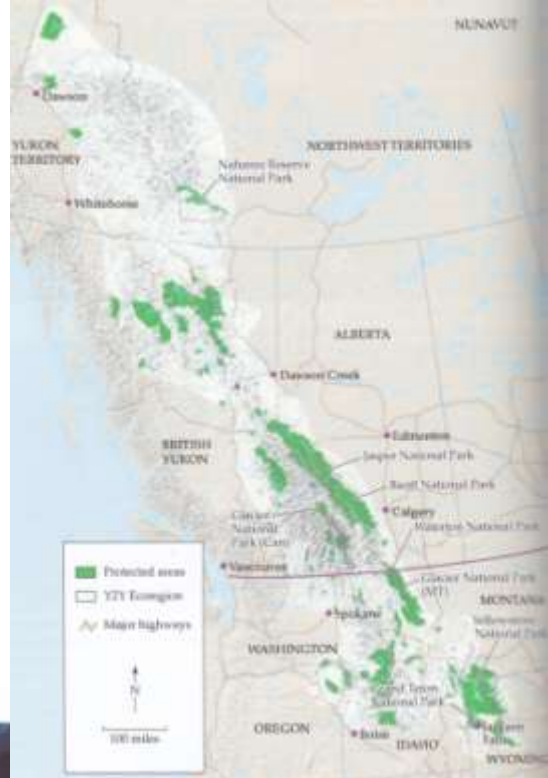 NUNAVUT
Dawson
YUKON
TERRITORY
NORTHWEST TERRITORIES
Nahanni Reserve
National Park
Whitehorse
ALBERTA
Dawson Creek
BRITISH
YUKON
Edmonton
Jasper National Park
Banff National Park
Glacier
National
Park (Can)
Calgary
Waterton National Park
Vancouver
Glacier National Park
(MT)
MONTANA
Spokane
Yellowstone
National Park
WASHINGTON
Grand Teton
National Park
OREGON
Boise
IDAHO
WYOMING
Protected areas
Y2Y Ecoregion
Major highways
N
100 miles